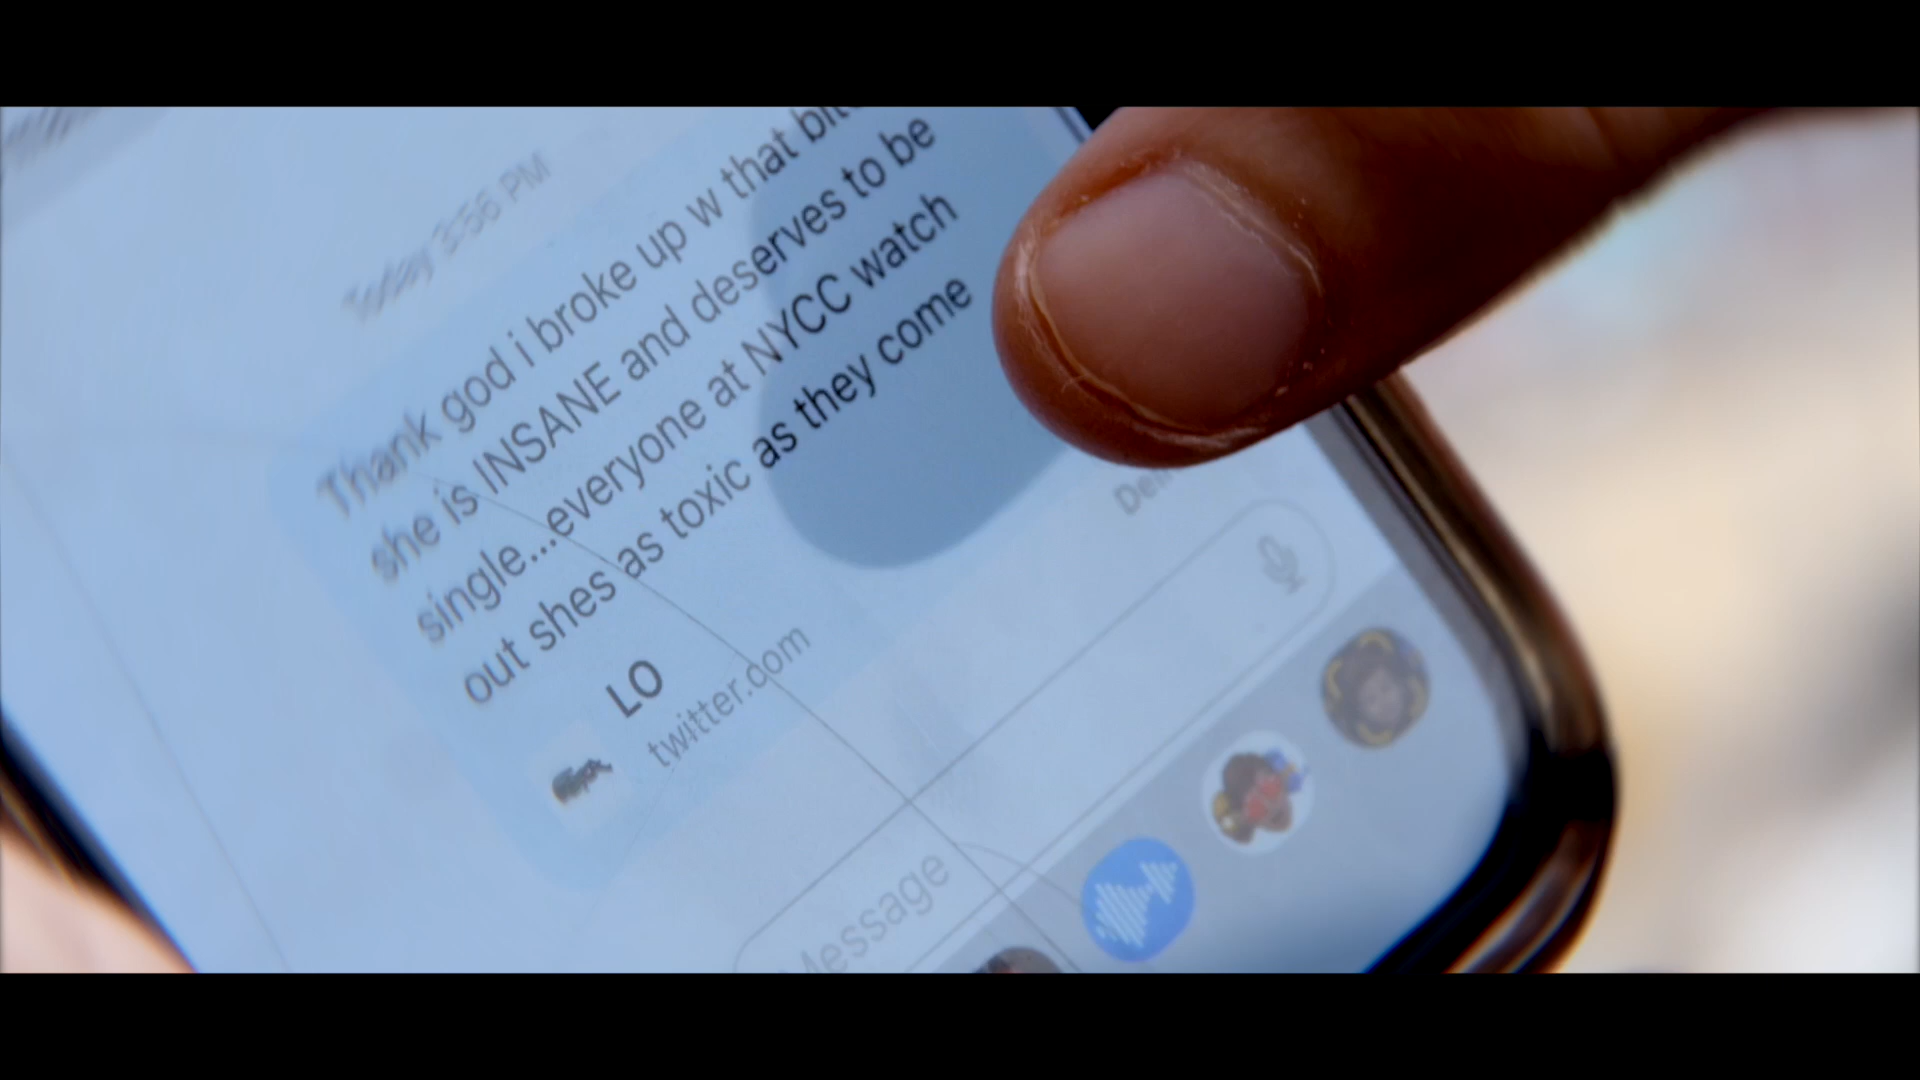 Today 3:56 PM
Thank god i broke up w that
she is INSANE and deserves to be
single...everyone at NYCC watch
out shes as toxic as they come
LO
twitter.com
Message